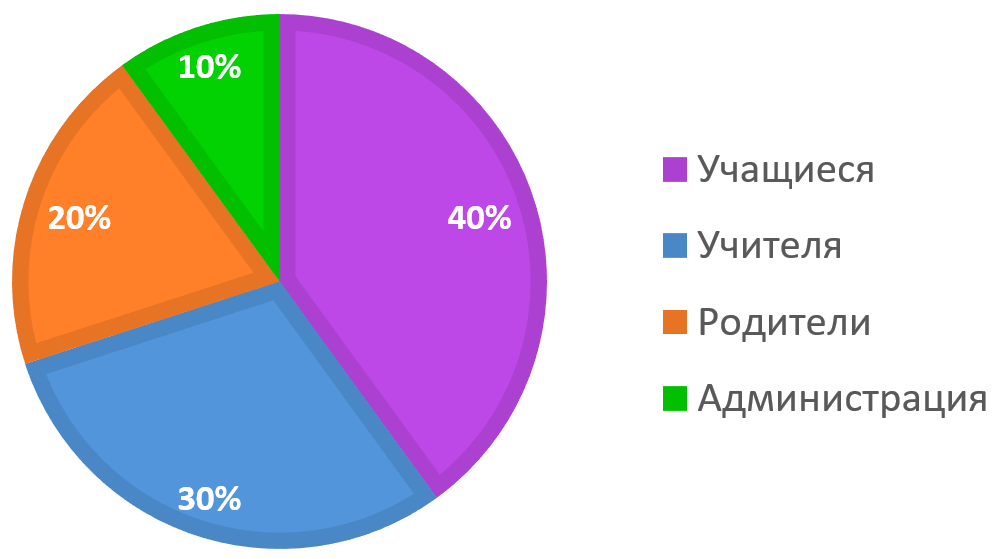 10%
20%
40%
30%
Учащиеся
Учителя
Родители
Администрация